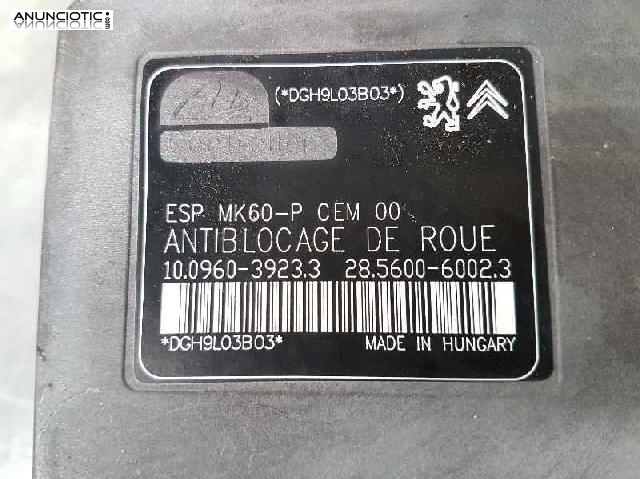 ANUNCIOTIC.com
(*DGH9L03B03*)
ESP MK60-P CEM 00
ANTIBLOCAGE DE ROUE
10.0960-3923.3 28.5600-6002.3
*DGH9L03B03* MADE IN HUNGARY